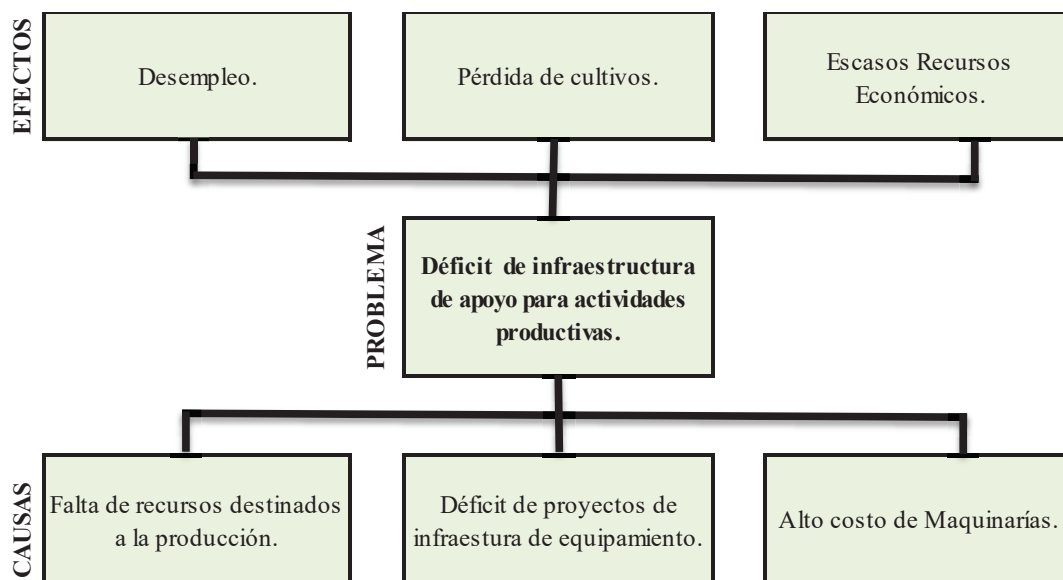 EFECTOS
Desempleo.
Pérdida de cultivos.
Escasos Recursos
Económicos.
PROBLEMA
Déficit de infraestructura
de apoyo para actividades
productivas.
CAUSAS
Falta de recursos destinados
a la producción.
Déficit de proyectos de
infraestura de equipamiento.
Alto costo de Maquinarías.